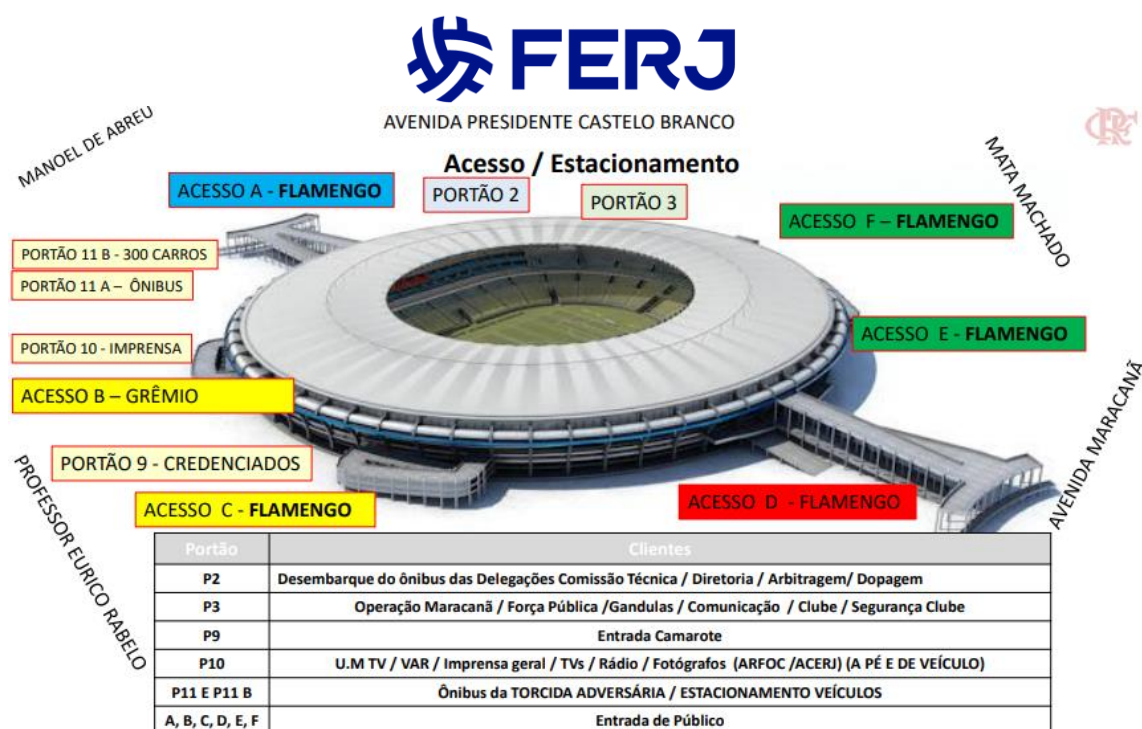 FERJ
AVENIDA PRESIDENTE CASTELO BRANCO
MANOEL DE ABREU
Acesso / Estacionamento
MATA MACHADO
ACESSO A - FLAMENGO
PORTÃO 2
PORTÃO 3
ACESSO F – FLAMENGO
PORTÃO 11 B - 300 CARROS
PORTÃO 11 A – ÔNIBUS
ACESSO E - FLAMENGO
PORTÃO 10 - IMPRENSA
ACESSO B – GRÊMIO
AVENIDA MARACANÃ
PORTÃO 9 - CREDENCIADOS
PROFESSOR EURICO RABELO
ACESSO C - FLAMENGO
ACESSO D - FLAMENGO
Portão Clientes
P2 Desembarque do ônibus das Delegações Comissão Técnica / Diretoria / Arbitragem/ Dopagem
P3 Operação Maracanã / Força Pública /Gandulas / Comunicação / Clube / Segurança Clube
P9 Entrada Camarote
P10 U.M TV / VAR / Imprensa geral / TVs / Rádio / Fotógrafos (ARFOC /ACERJ) (A PÉ E DE VEÍCULO)
P11 E P11 B Ônibus da TORCIDA ADVERSÁRIA / ESTACIONAMENTO VEÍCULOS
A, B, C, D, E, F Entrada de Público